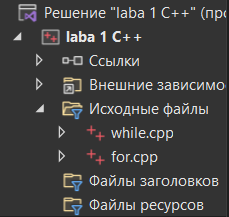 Решение "laba 1 C++" (про
laba 1 C++
Ссылки
Внешние зависимо
Исходные файлы
while.cpp
for.cpp
Файлы заголовков
Файлы ресурсов